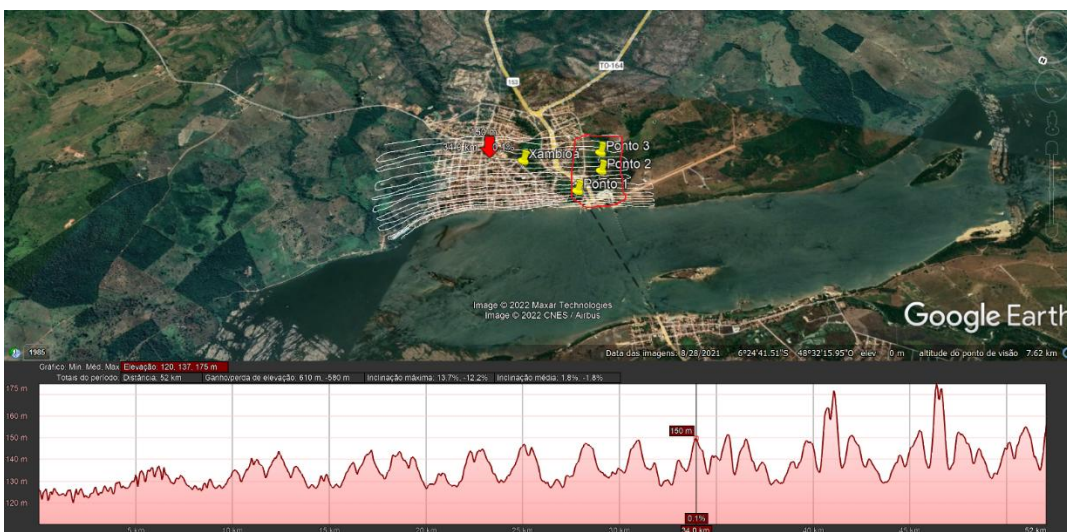 TO-164
153
Xambioa
Ponto 3
Ponto 2
Ponto 1
Image © 2022 Maxar Technologies
Image © 2022 CNES / Airbus
Google Earth
1985
Data das imagens: 8/28/2021 6°24'41.51"S 48°32'15.95"O elev 0 m altitude do ponto de visão 7.62 km
Gráfico: Min. Méd. Máx Elevação: 120, 137, 175 m
Totais do período: Distância: 52 km Ganho/perca de elevação: 610 m, -580 m Inclinação máxima: 13.7%, -12.2% Inclinação média: 1.8%, -1.8%
175 m
160 m
150 m
150 m
140 m
130 m
120 m
0.1%
5 km 10 km 15 km 20 km 25 km 30 km 34.0 km 40 km 45 km 52 km